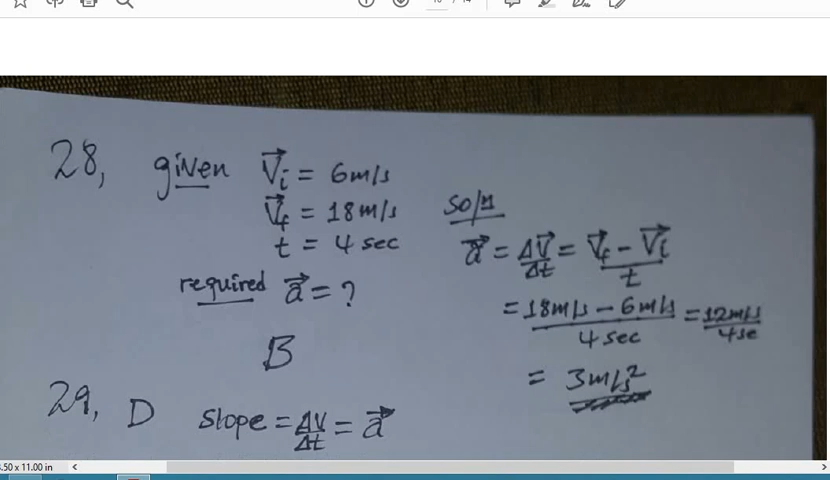 28, given V⃗i = 6m/s
V⃗f = 18m/s
t = 4 sec
required a⃗ = ?
B
sol/n
a⃗ = ΔV⃗/Δt = V⃗f - V⃗i / t
= 18m/s - 6m/s / 4 sec = 12m/s / 4se
= 3m/s²
29, D slope = ΔV/Δt = a⃗
.50 x 11.00 in